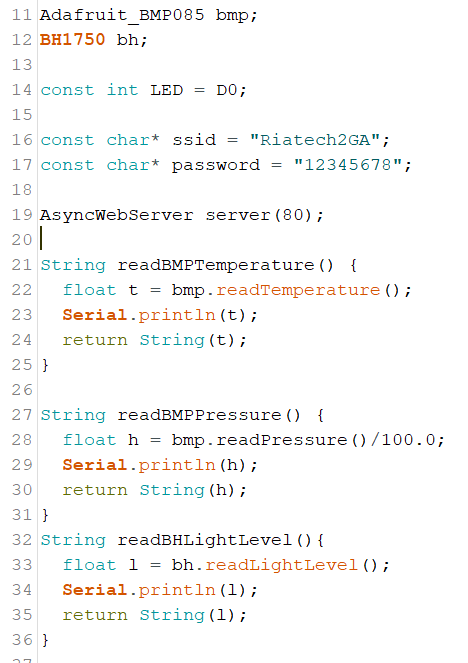 11 Adafruit_BMP085 bmp;
12 BH1750 bh;
13
14 const int LED = D0;
15
16 const char* ssid = "Riatech2GA";
17 const char* password = "12345678";
18
19 AsyncWebServer server(80);
20
21 String readBMPTemperature() {
22   float t = bmp.readTemperature();
23   Serial.println(t);
24   return String(t);
25 }
26
27 String readBMPPressure() {
28   float h = bmp.readPressure()/100.0;
29   Serial.println(h);
30   return String(h);
31 }
32 String readBHLightLevel(){
33   float l = bh.readLightLevel();
34   Serial.println(l);
35   return String(l);
36 }